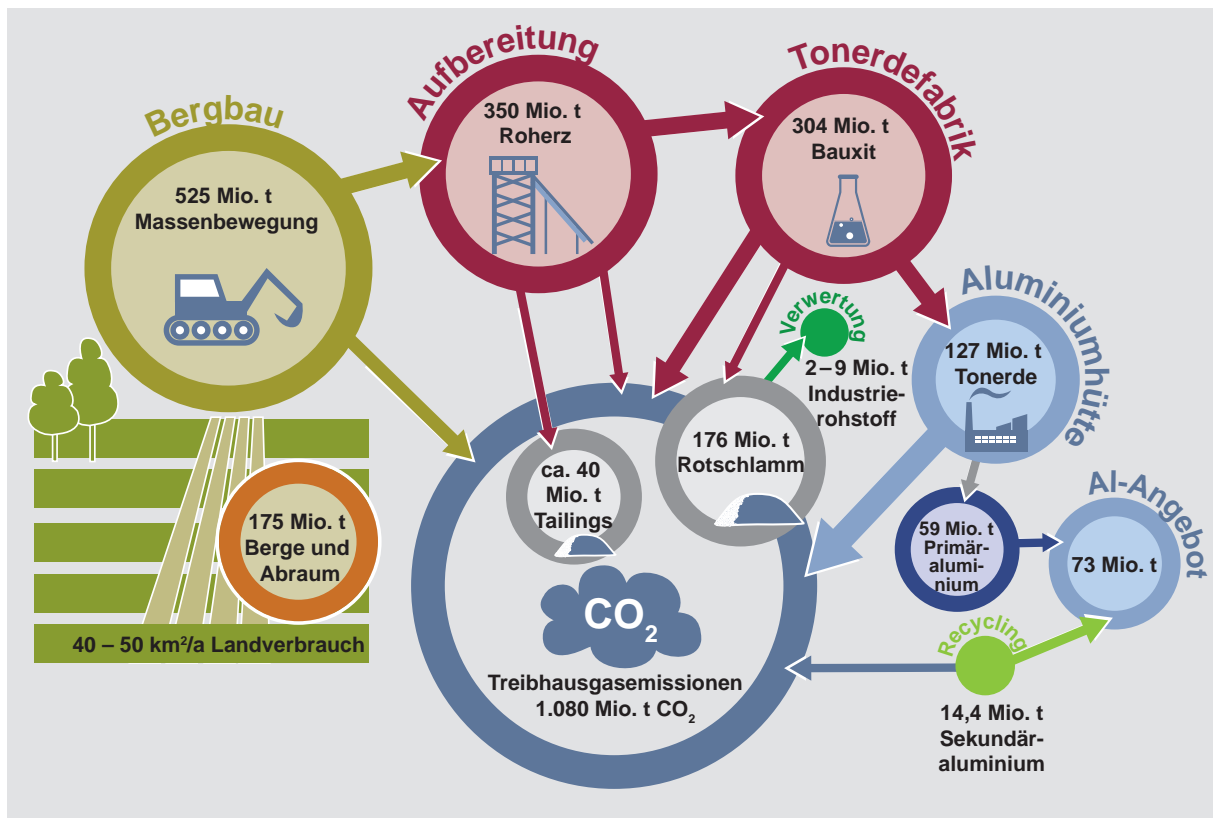 Bergbau
525 Mio. t
Massenbewegung
Aufbereitung
350 Mio. t
Roherz
Tonerdefabrik
304 Mio. t
Bauxit
Aluminiumhütte
127 Mio. t
Tonerde
Verwertung
2–9 Mio. t
Industrie-
rohstoff
176 Mio. t
Rotschlamm
ca. 40
Mio. t
Tailings
175 Mio. t
Berge und
Abraum
40 – 50 km²/a Landverbrauch
59 Mio. t
Primär-
alumi-
nium
Al-Angebot
73 Mio. t
CO₂
Treibhausgasemissionen
1.080 Mio. t CO₂
Recycling
14,4 Mio. t
Sekundär-
aluminium